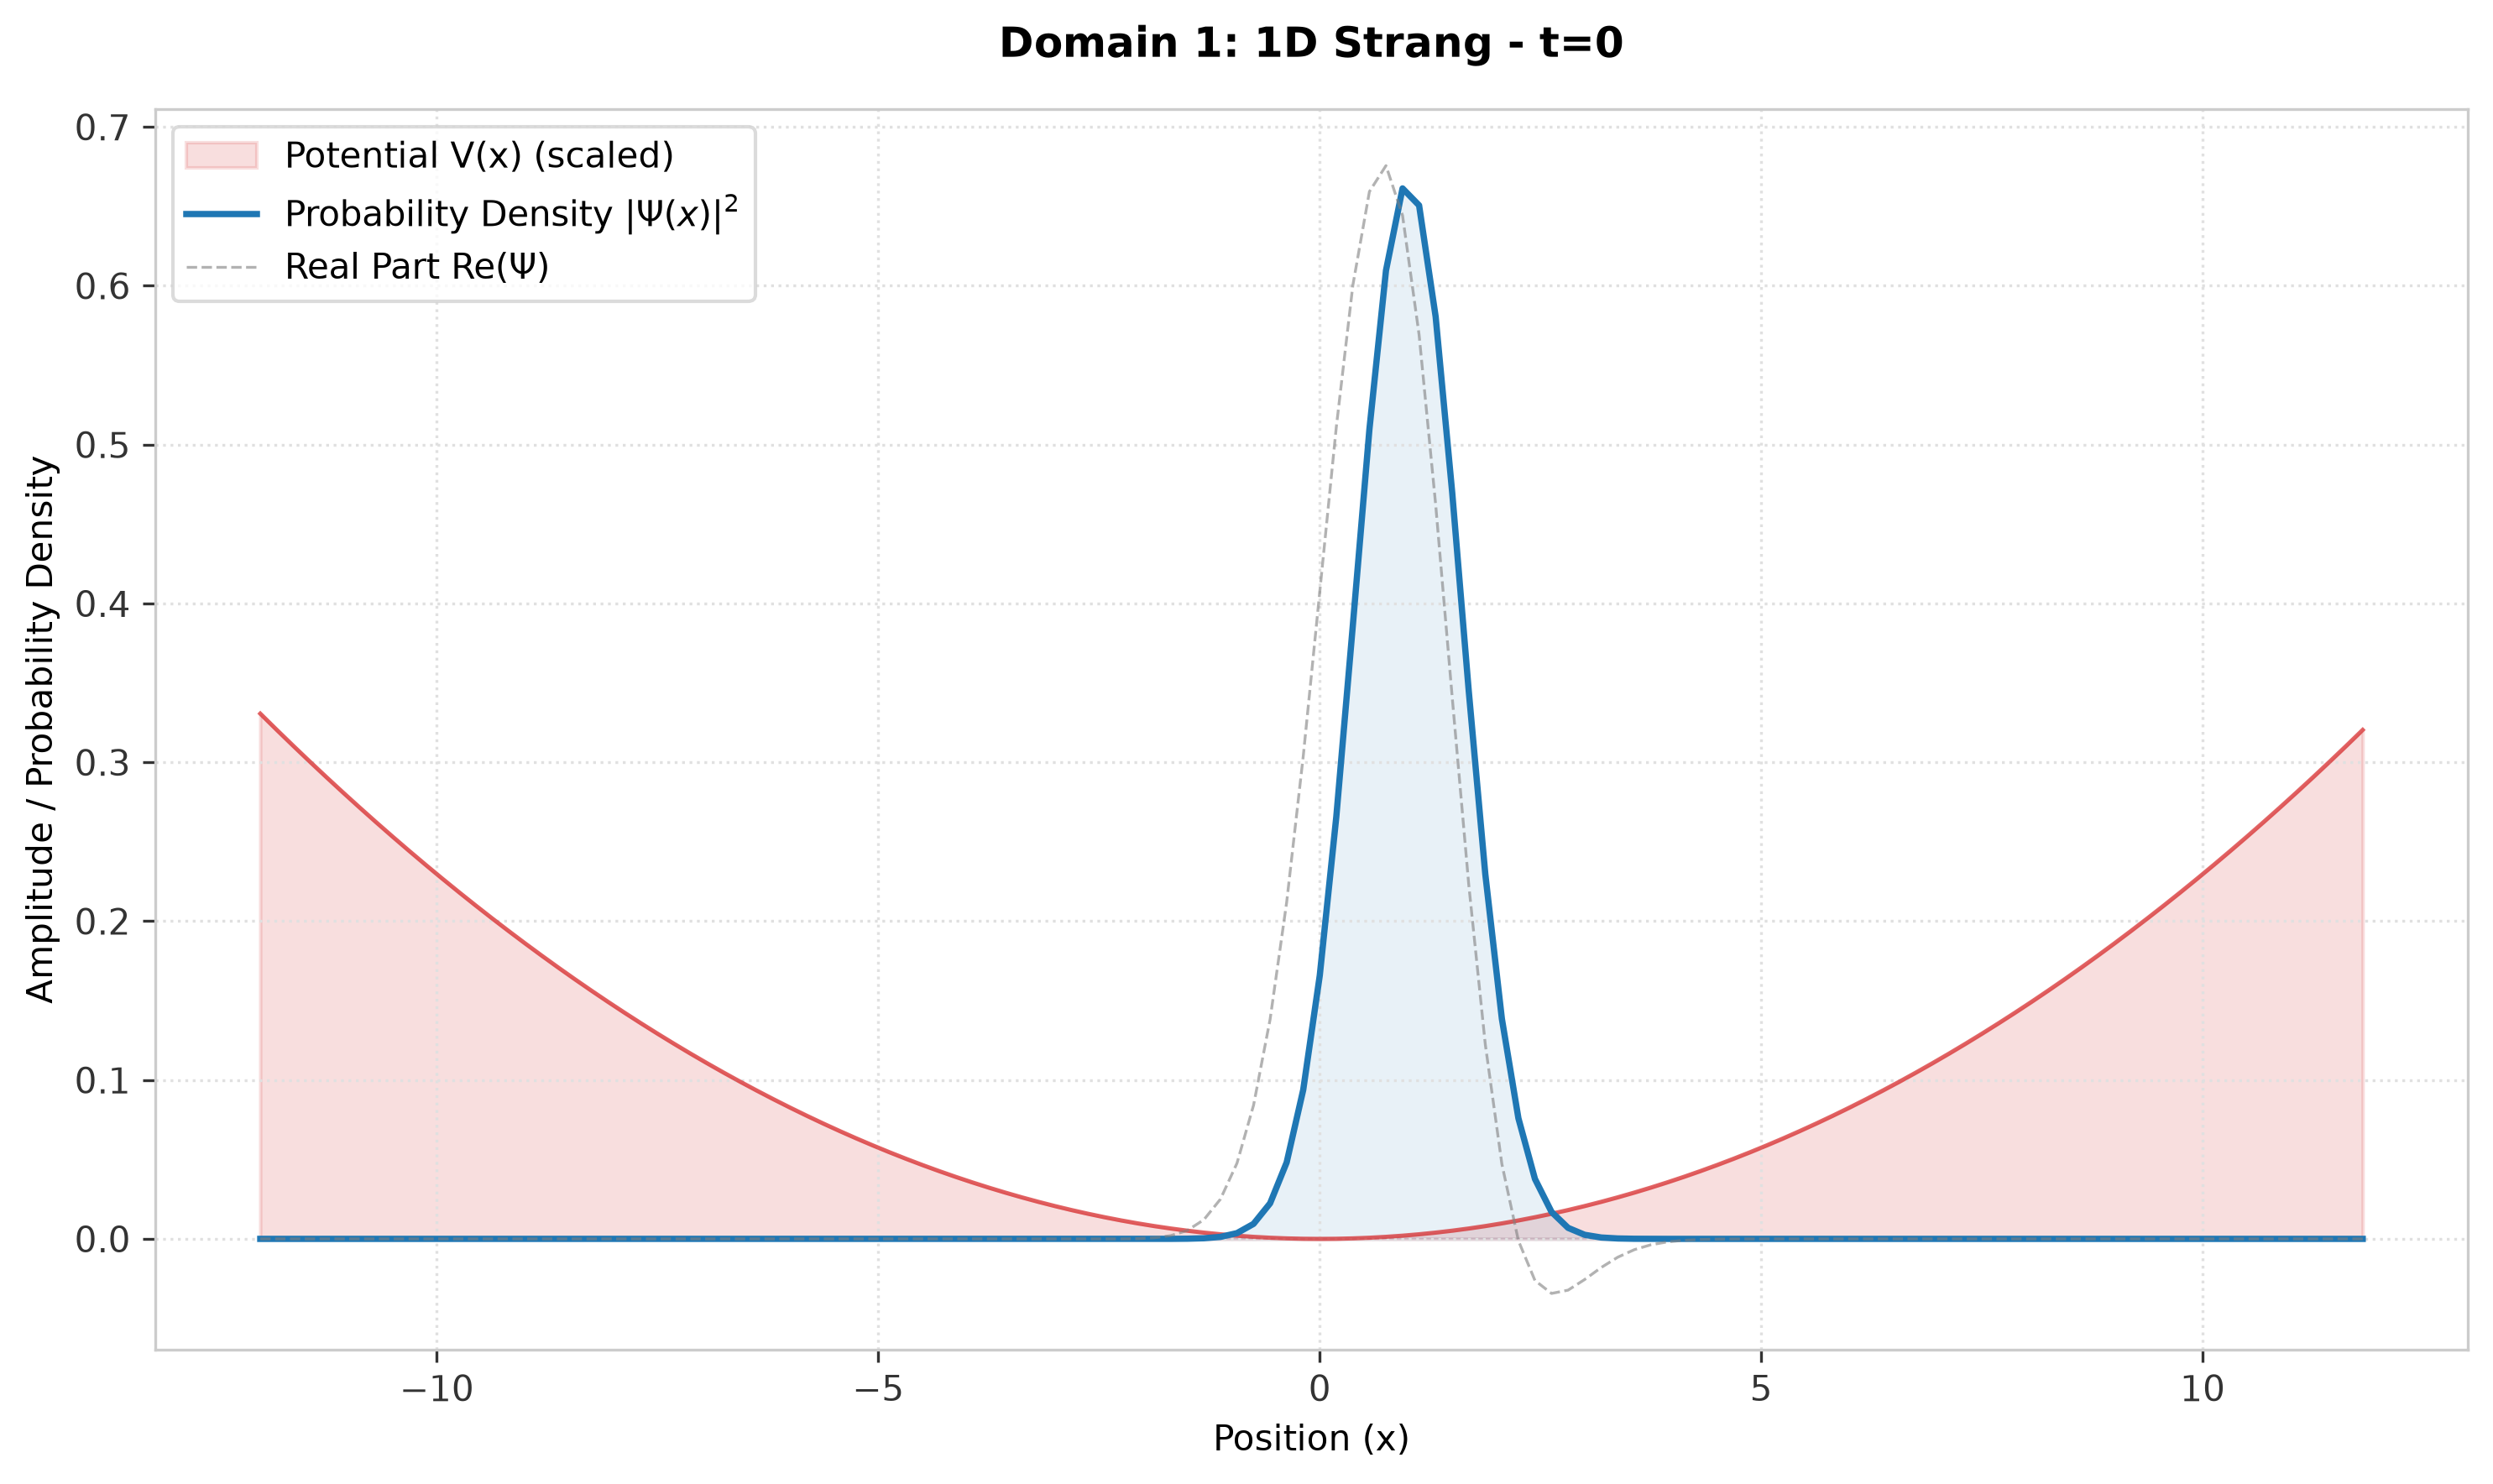 Domain 1: 1D Strang - t=0
Potential V(x) (scaled)
Probability Density |Ψ(x)|²
Real Part Re(Ψ)
Amplitude / Probability Density
0.7
0.6
0.5
0.4
0.3
0.2
0.1
0.0
−10
−5
0
5
10
Position (x)